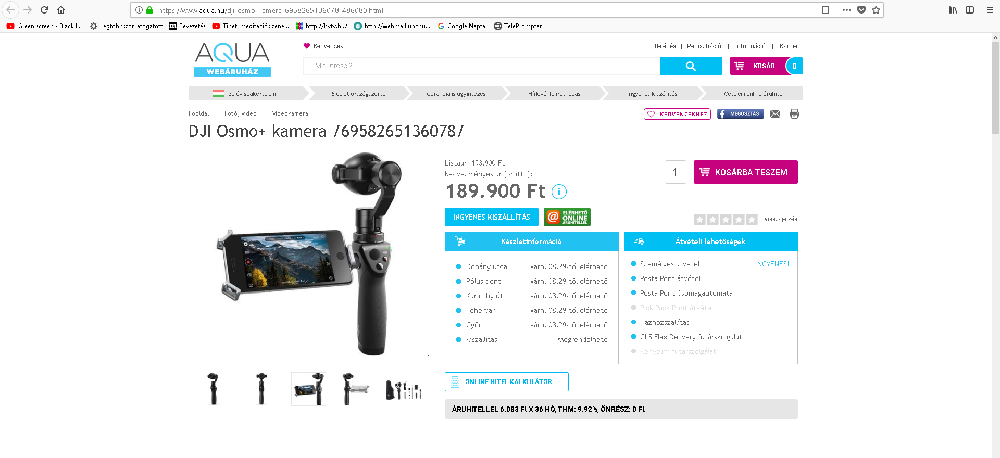 https://www.aqua.hu/dji-osmo-kamera-6958265136078-486080.html
Green screen - Black l...
Legtöbbször látogatott
Bevezetés
Tibeti meditációs zene...
http://bvtv.hu/
http://webmail.upcbu...
Google Naptár
TelePrompter
AQUA
WEBÁRUHÁZ
Kedvencek
Belépés | Regisztráció | Információ | Karrier
Mit keresel?
KOSÁR 0
20 év szakértelem
5 üzlet országszerte
Garanciális ügyintézés
Hírlevél feliratkozás
Ingyenes kiszállítás
Cetelem online áruhitel
Főoldal | Fotó, video | Videokamera
KEDVENCEKHEZ
MEGOSZTÁS
DJI Osmo+ kamera /6958265136078/
Listaár: 193.900 Ft
Kedvezményes ár (bruttó):
189.900 Ft
1
KOSÁRBA TESZEM
INGYENES KISZÁLLÍTÁS
ELÉRHETŐ
ONLINE
ÁRUHITELLEL
0 visszajelzés
Készletinformáció
Dohány utca várh. 08.29-től elérhető
Pólus pont várh. 08.29-től elérhető
Karinthy út várh. 08.29-től elérhető
Fehérvár várh. 08.29-től elérhető
Győr várh. 08.29-től elérhető
Kiszállítás Megrendelhető
Átvételi lehetőségek
Személyes átvétel INGYENES!
Posta Pont átvétel
Posta Pont Csomagautomata
Pick Pack Pont átvétel
Házhozszállítás
GLS Flex Delivery futárszolgálat
Kényelmi futárszolgálat
ONLINE HITEL KALKULÁTOR
ÁRUHITELLEL 6.083 Ft X 36 HÓ, THM: 9.92%, ÖNRÉSZ: 0 Ft